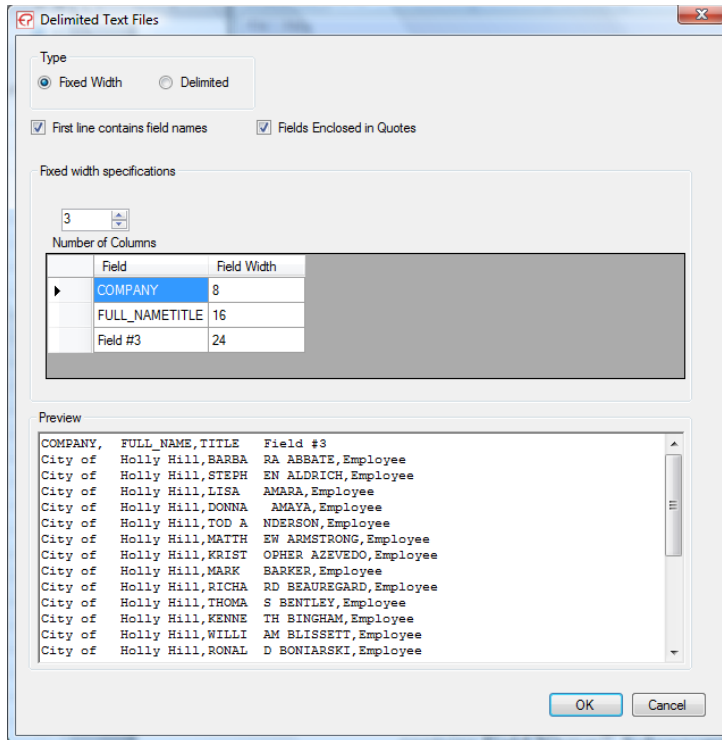 Delimited Text Files
Type
Fixed Width Delimited
First line contains field names Fields Enclosed in Quotes
Fixed width specifications
3
Number of Columns
Field Field Width
COMPANY 8
FULL_NAMETITLE 16
Field #3 24
Preview
COMPANY, FULL_NAME,TITLE Field #3
City of Holly Hill,BARBA RA ABBATE,Employee
City of Holly Hill,STEPH EN ALDRICH,Employee
City of Holly Hill,LISA AMARA,Employee
City of Holly Hill,DONNA AMAYA,Employee
City of Holly Hill,TOD A NDERSON,Employee
City of Holly Hill,MATTH EW ARMSTRONG,Employee
City of Holly Hill,KRIST OPHER AZEVEDO,Employee
City of Holly Hill,MARK BARKER,Employee
City of Holly Hill,RICHA RD BEAUREGARD,Employee
City of Holly Hill,THOMA S BENTLEY,Employee
City of Holly Hill,KENNE TH BINGHAM,Employee
City of Holly Hill,WILLI AM BLISSETT,Employee
City of Holly Hill,RONAL D BONIARSKI,Employee
OK Cancel